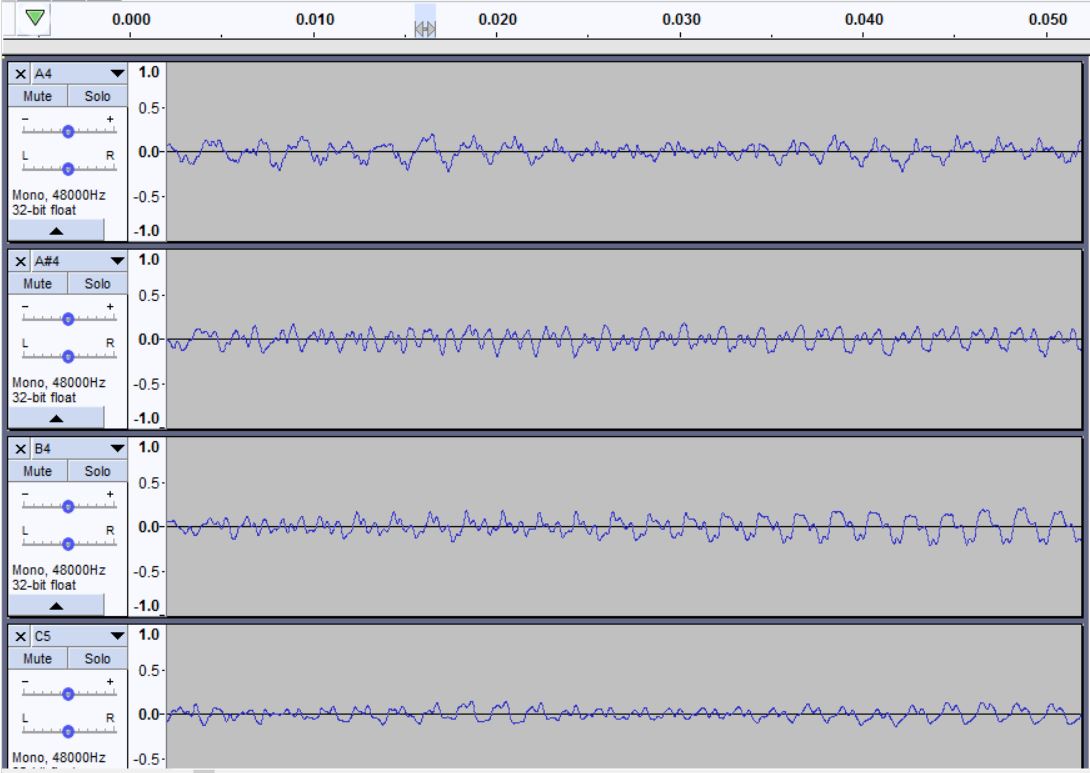 0.000 0.010 0.020 0.030 0.040 0.050
× A4 1.0
Mute Solo
- + 0.5
L R 0.0
Mono, 48000Hz -0.5
32-bit float
-1.0
× A#4 1.0
Mute Solo
- + 0.5
L R 0.0
Mono, 48000Hz -0.5
32-bit float
-1.0
× B4 1.0
Mute Solo
- + 0.5
L R 0.0
Mono, 48000Hz -0.5
32-bit float
-1.0
× C5 1.0
Mute Solo
- + 0.5
L R 0.0
Mono, 48000Hz -0.5